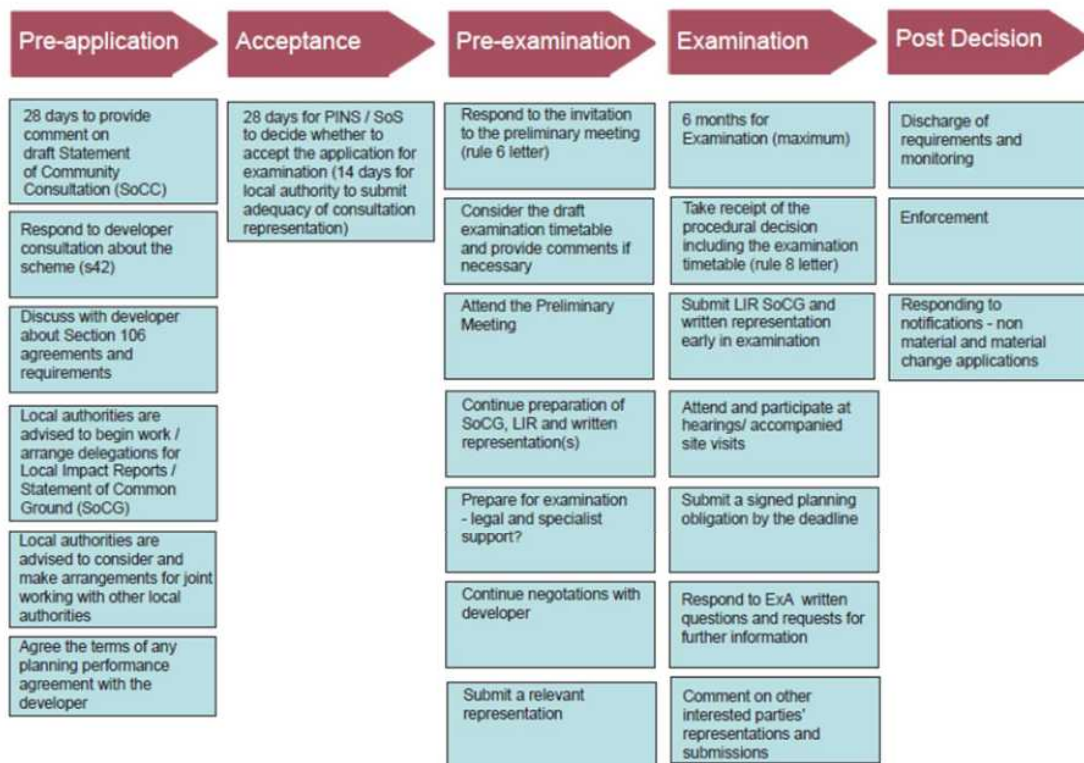 Pre-application
Acceptance
Pre-examination
Examination
Post Decision
28 days to provide
comment on
draft Statement
of Community
Consultation (SoCC)
Respond to developer
consultation about the
scheme (s42)
Discuss with developer
about Section 106
agreements and
requirements
Local authorities are
advised to begin work /
arrange delegations for
Local Impact Reports /
Statement of Common
Ground (SoCG)
Local authorities are
advised to consider and
make arrangements for joint
working with other local
authorities
Agree the terms of any
planning performance
agreement with the
developer
28 days for PINS / SoS
to decide whether to
accept the application for
examination (14 days for
local authority to submit
adequacy of consultation
representation)
Respond to the invitation
to the preliminary meeting
(rule 6 letter)
Consider the draft
examination timetable
and provide comments if
necessary
Attend the Preliminary
Meeting
Continue preparation of
SoCG, LIR and written
representation(s)
Prepare for examination
- legal and specialist
support?
Continue negotations with
developer
Submit a relevant
representation
6 months for
Examination (maximum)
Take receipt of the
procedural decision
including the examination
timetable (rule 8 letter)
Submit LIR SoCG and
written representation
early in examination
Attend and participate at
hearings/ accompanied
site visits
Submit a signed planning
obligation by the deadline
Respond to ExA written
questions and requests for
further information
Comment on other
interested parties'
representations and
submissions
Discharge of
requirements and
monitoring
Enforcement
Responding to
notifications - non
material and material
change applications